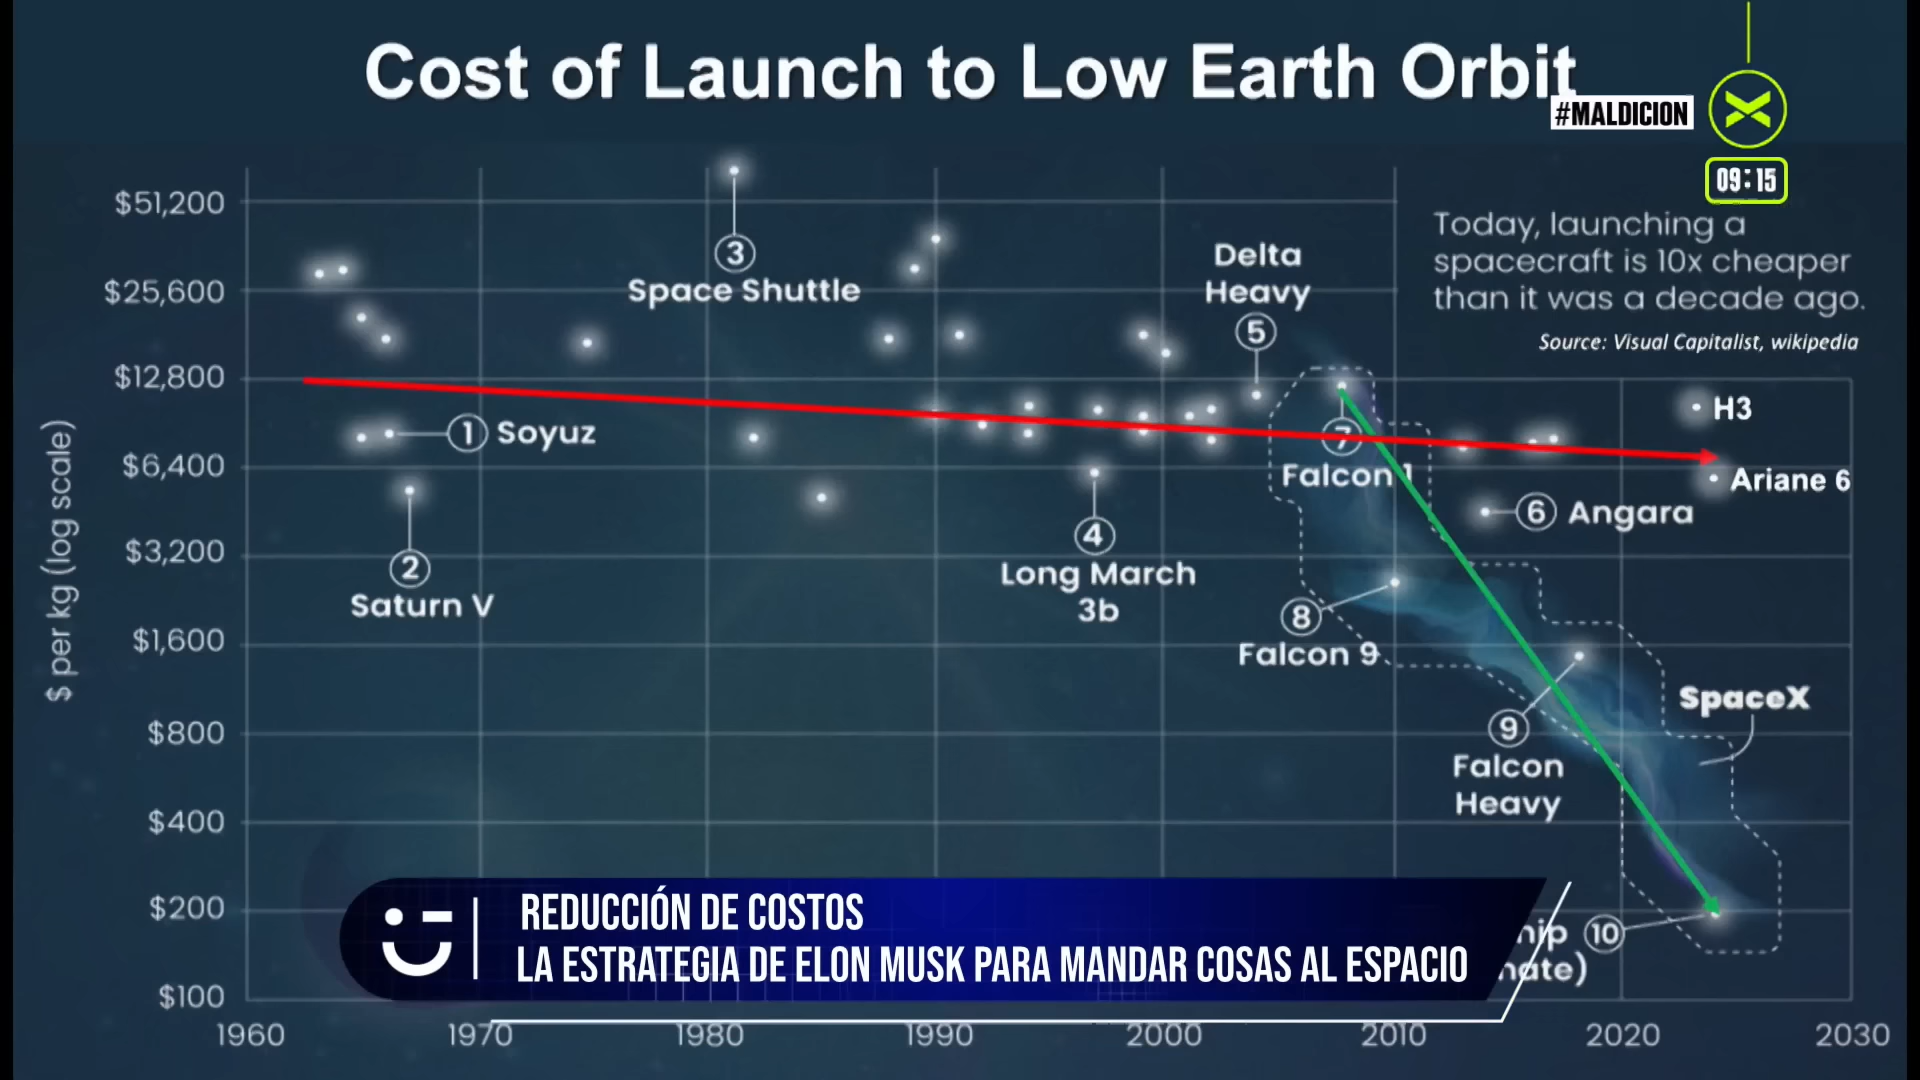 Cost of Launch to Low Earth Orbit
#MALDICION
09:15
$51,200
$25,600
$12,800
$6,400
$3,200
$1,600
$800
$400
$200
$100
$ per kg (log scale)
1960
1970
1980
1990
2000
2010
2020
2030
Today, launching a
spacecraft is 10x cheaper
than it was a decade ago.
Source: Visual Capitalist, wikipedia
3
Space Shuttle
Delta
Heavy
5
1 Soyuz
2
Saturn V
4
Long March
3b
7
Falcon 1
H3
Ariane 6
6 Angara
8
Falcon 9
SpaceX
9
Falcon
Heavy
10
REDUCCIÓN DE COSTOS
LA ESTRATEGIA DE ELON MUSK PARA MANDAR COSAS AL ESPACIO